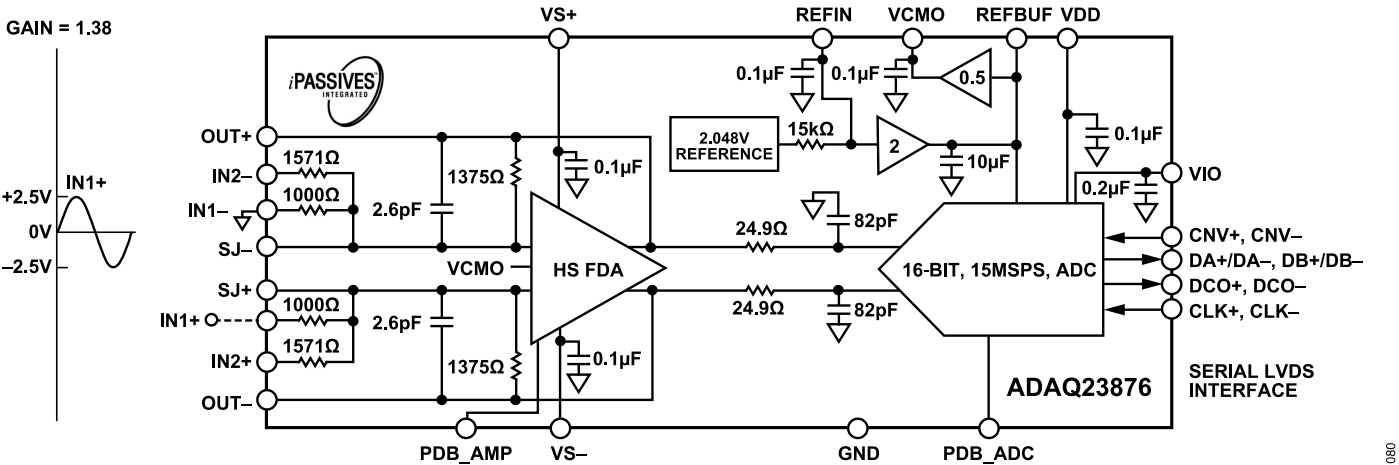 GAIN = 1.38
VS+
REFIN
VCMO
REFBUF
VDD
iPASSIVES™
INTEGRATED
0.1µF
0.1µF
0.5
OUT+
1571Ω
IN2–
1000Ω
IN1–
SJ–
2.6pF
1375Ω
0.1µF
2.048V
REFERENCE
15kΩ
2
10µF
0.1µF
VIO
0.2µF
IN1+
+2.5V
0V
–2.5V
24.9Ω
82pF
VCMO
HS FDA
16-BIT, 15MSPS, ADC
CNV+, CNV–
DA+/DA–, DB+/DB–
DCO+, DCO–
CLK+, CLK–
SJ+
1000Ω
IN1+
1571Ω
IN2+
OUT–
2.6pF
1375Ω
0.1µF
24.9Ω
82pF
ADAQ23876
SERIAL LVDS
INTERFACE
PDB_AMP
VS–
GND
PDB_ADC
080